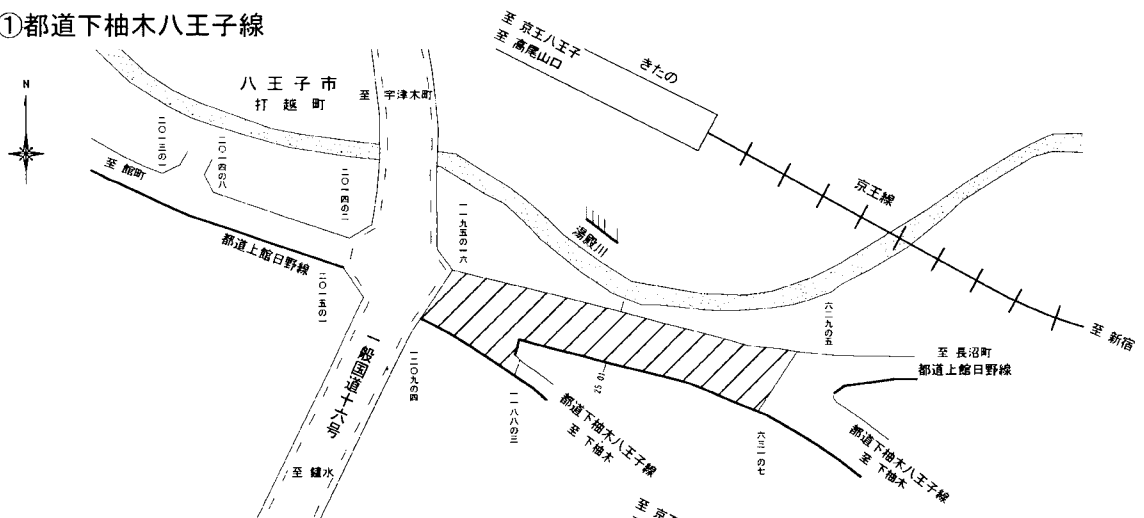 ①都道下柚木八王子線
N
八王子市
打越町
至 宇津木町
至 京王八王子
至 高尾山口
きたの
京王線
至 新宿
二〇一三の一
二〇一四の八
二〇一四の二
至 館町
都道上館日野線
二〇一五の一
一一九五の一六
湯殿川
六二九の五
至 長沼町
都道上館日野線
一般国道十六号
一二〇九の四
一一八八の三
25.01
都道下柚木八王子線
至 下柚木
六三一の七
都道下柚木八王子線
至 下柚木
至 鑓水